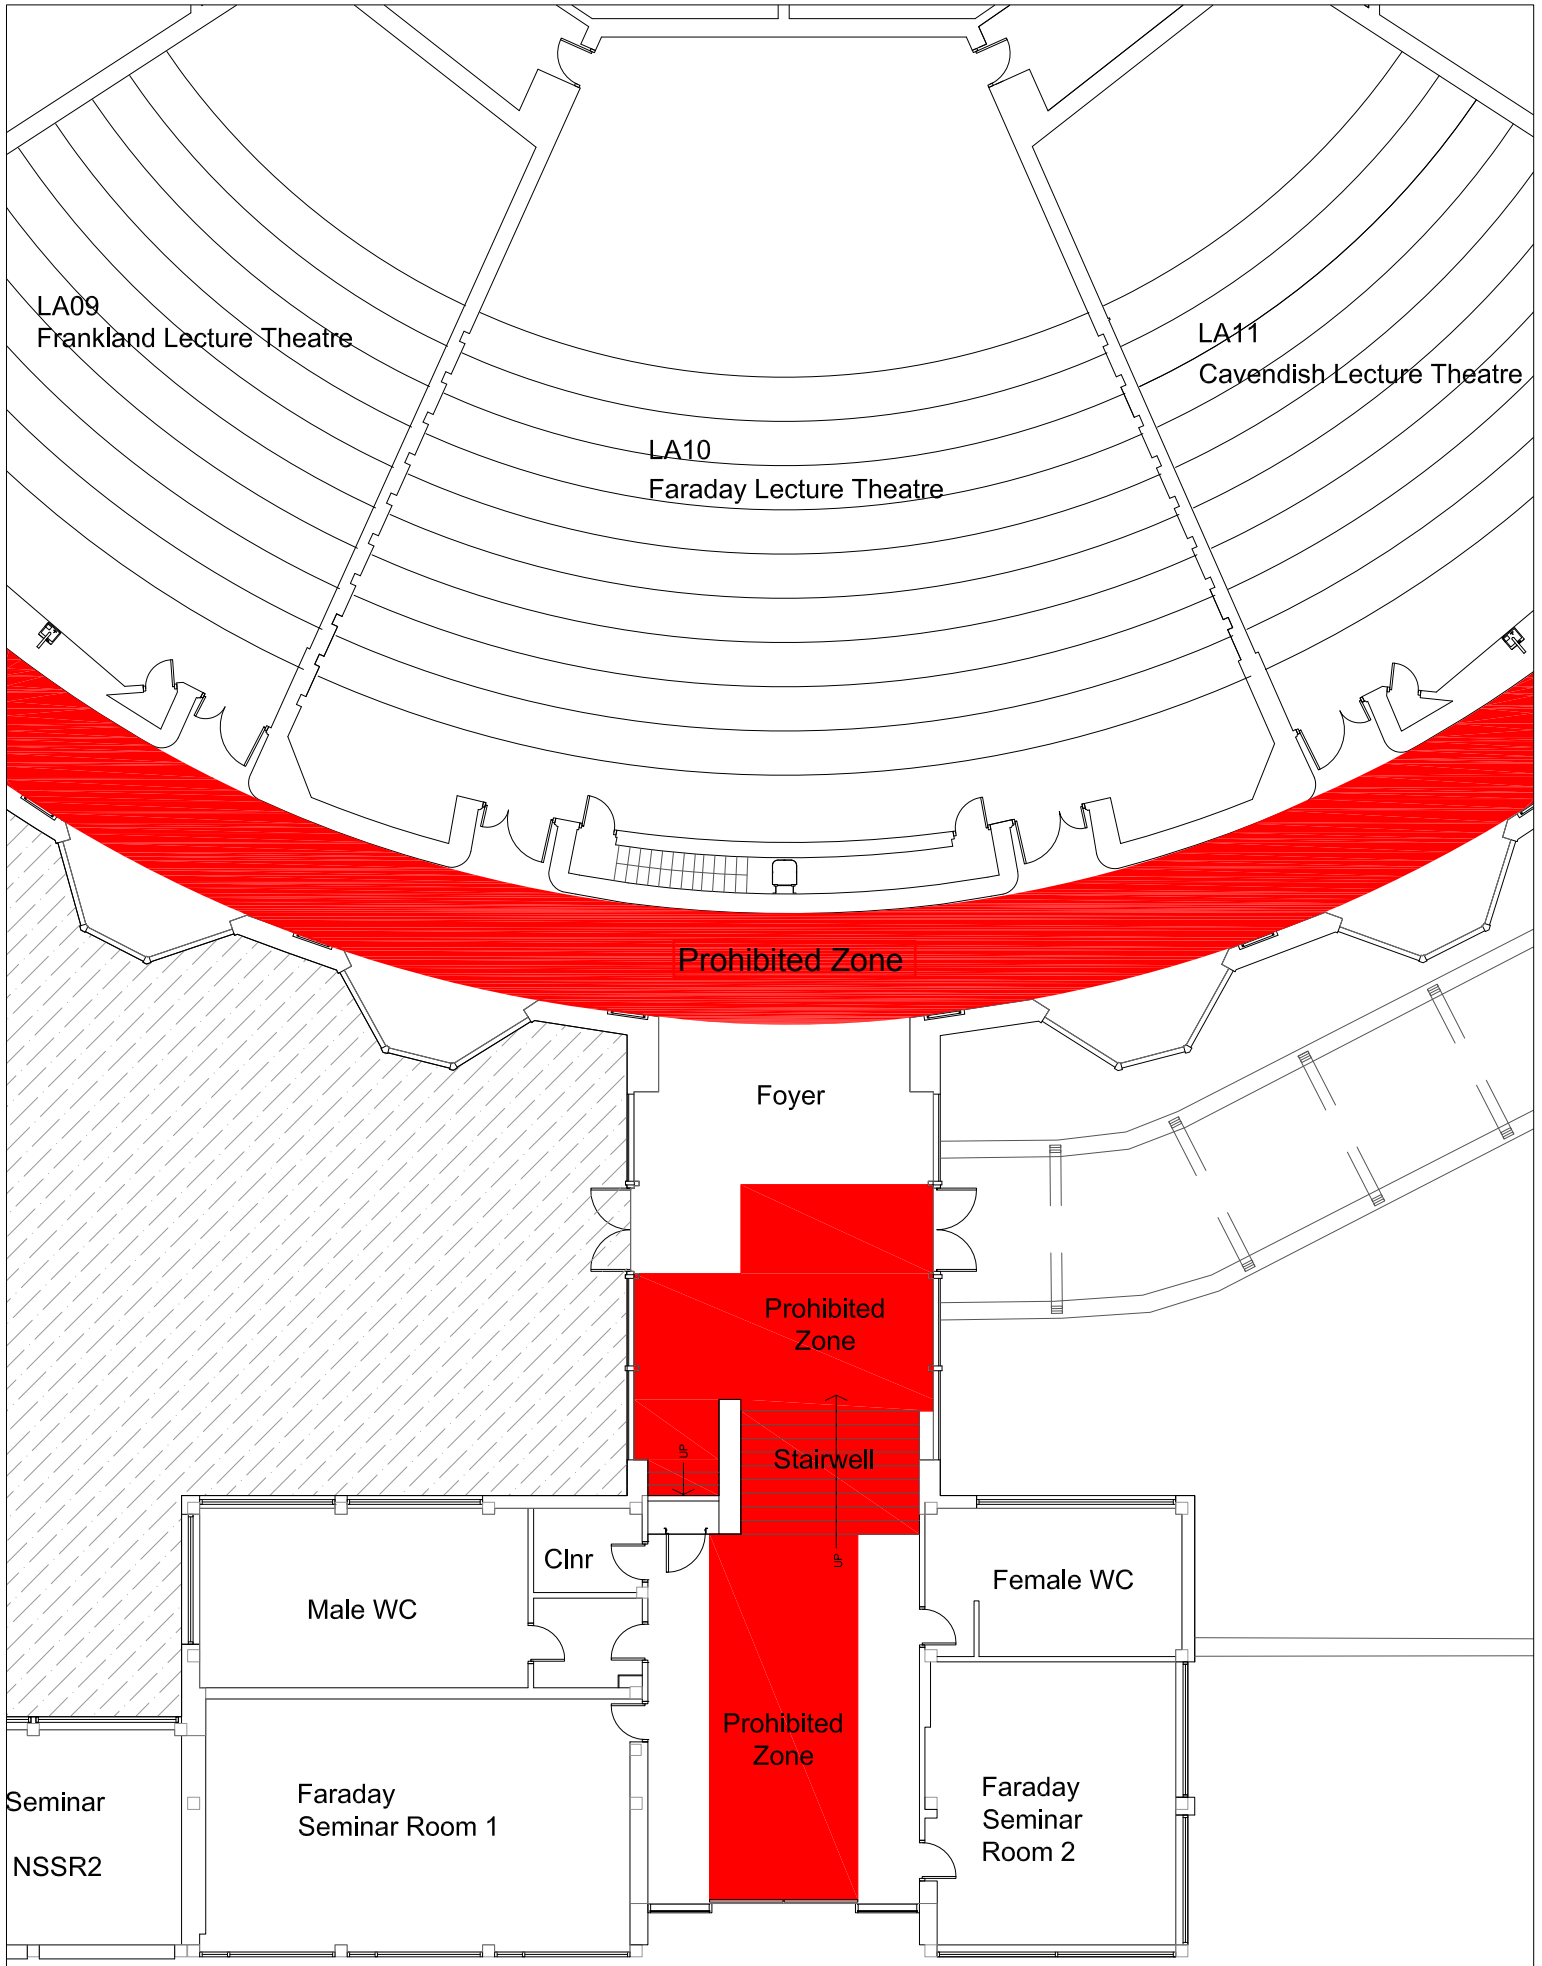 LA09
Frankland Lecture Theatre
LA11
Cavendish Lecture Theatre
LA10
Faraday Lecture Theatre
Prohibited Zone
Foyer
Prohibited
Zone
UP
Stairwell
UP
Clnr
Male WC
Female WC
Prohibited
Zone
Faraday
Seminar Room 1
Faraday
Seminar
Room 2
Seminar
NSSR2